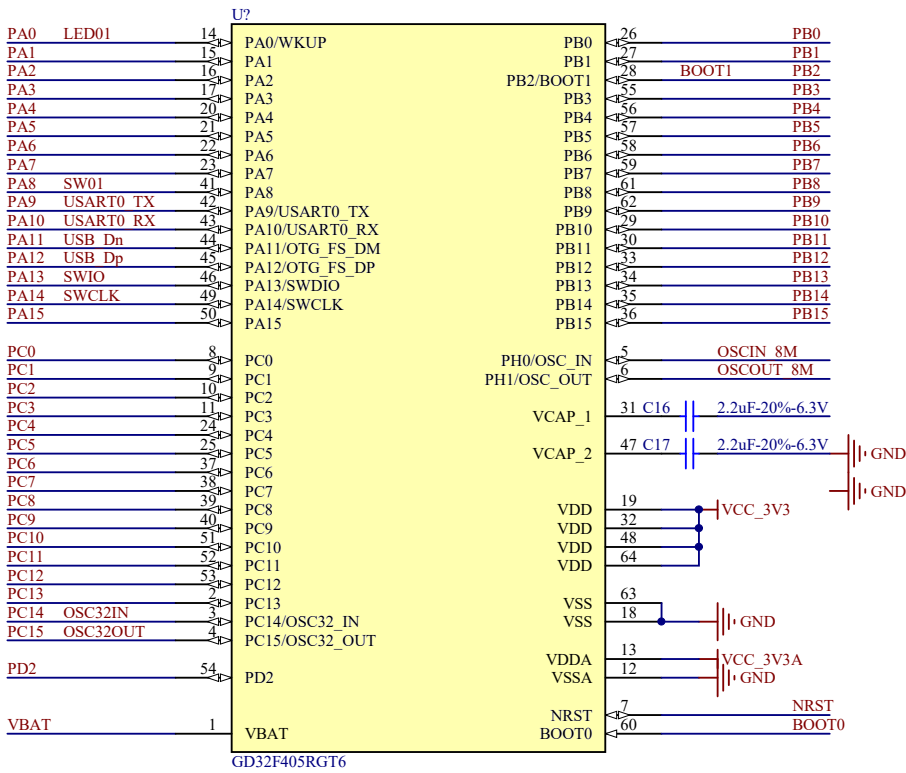 U?
PA0 LED01 14 PA0/WKUP PB0 26 PB0
PA1 15 PA1 PB1 27 PB1
PA2 16 PA2 PB2/BOOT1 28 BOOT1 PB2
PA3 17 PA3 PB3 55 PB3
PA4 20 PA4 PB4 56 PB4
PA5 21 PA5 PB5 57 PB5
PA6 22 PA6 PB6 58 PB6
PA7 23 PA7 PB7 59 PB7
PA8 SW01 41 PA8 PB8 61 PB8
PA9 USART0_TX 42 PA9/USART0_TX PB9 62 PB9
PA10 USART0_RX 43 PA10/USART0_RX PB10 29 PB10
PA11 USB_Dn 44 PA11/OTG_FS_DM PB11 30 PB11
PA12 USB_Dp 45 PA12/OTG_FS_DP PB12 33 PB12
PA13 SWIO 46 PA13/SWDIO PB13 34 PB13
PA14 SWCLK 49 PA14/SWCLK PB14 35 PB14
PA15 50 PA15 PB15 36 PB15
PC0 8 PC0 PH0/OSC_IN 5 OSCIN_8M
PC1 9 PC1 PH1/OSC_OUT 6 OSCOUT_8M
PC2 10 PC2
PC3 11 PC3 VCAP_1 31 C16 2.2uF-20%-6.3V
PC4 24 PC4
PC5 25 PC5 VCAP_2 47 C17 2.2uF-20%-6.3V GND
PC6 37 PC6
PC7 38 PC7 GND
PC8 39 PC8 VDD 19 VCC_3V3
PC9 40 PC9 VDD 32
PC10 51 PC10 VDD 48
PC11 52 PC11 VDD 64
PC12 53 PC12
PC13 2 PC13 VSS 63
PC14 OSC32IN 3 PC14/OSC32_IN VSS 18 GND
PC15 OSC32OUT 4 PC15/OSC32_OUT
VDDA 13 VCC_3V3A
PD2 54 PD2 VSSA 12 GND
NRST 7 NRST
VBAT 1 VBAT BOOT0 60 BOOT0
GD32F405RGT6